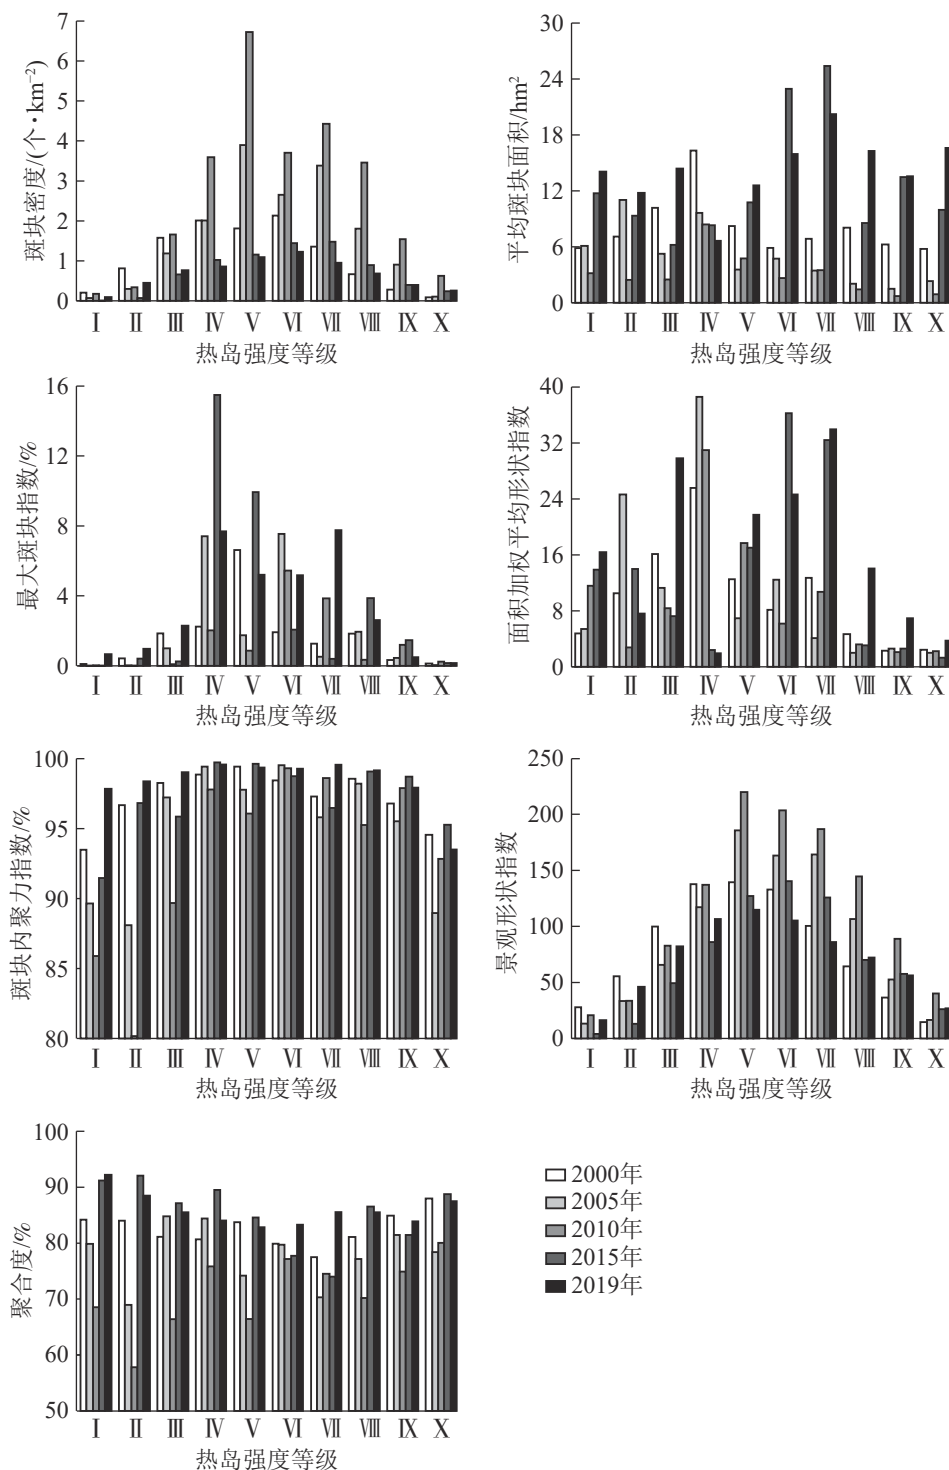 斑块密度/(个·km⁻²)
7
6
5
4
3
2
1
0
Ⅰ Ⅱ Ⅲ Ⅳ Ⅴ Ⅵ Ⅶ Ⅷ Ⅸ Ⅹ
热岛强度等级
平均斑块面积/hm²
30
24
18
12
6
0
Ⅰ Ⅱ Ⅲ Ⅳ Ⅴ Ⅵ Ⅶ Ⅷ Ⅸ Ⅹ
热岛强度等级
最大斑块指数/%
16
12
8
4
0
Ⅰ Ⅱ Ⅲ Ⅳ Ⅴ Ⅵ Ⅶ Ⅷ Ⅸ Ⅹ
热岛强度等级
面积加权平均形状指数
40
32
24
16
8
0
Ⅰ Ⅱ Ⅲ Ⅳ Ⅴ Ⅵ Ⅶ Ⅷ Ⅸ Ⅹ
热岛强度等级
斑块内聚力指数/%
100
95
90
85
80
Ⅰ Ⅱ Ⅲ Ⅳ Ⅴ Ⅵ Ⅶ Ⅷ Ⅸ Ⅹ
热岛强度等级
景观形状指数
250
200
150
100
50
0
Ⅰ Ⅱ Ⅲ Ⅳ Ⅴ Ⅵ Ⅶ Ⅷ Ⅸ Ⅹ
热岛强度等级
聚合度/%
100
90
80
70
60
50
Ⅰ Ⅱ Ⅲ Ⅳ Ⅴ Ⅵ Ⅶ Ⅷ Ⅸ Ⅹ
热岛强度等级
2000年
2005年
2010年
2015年
2019年